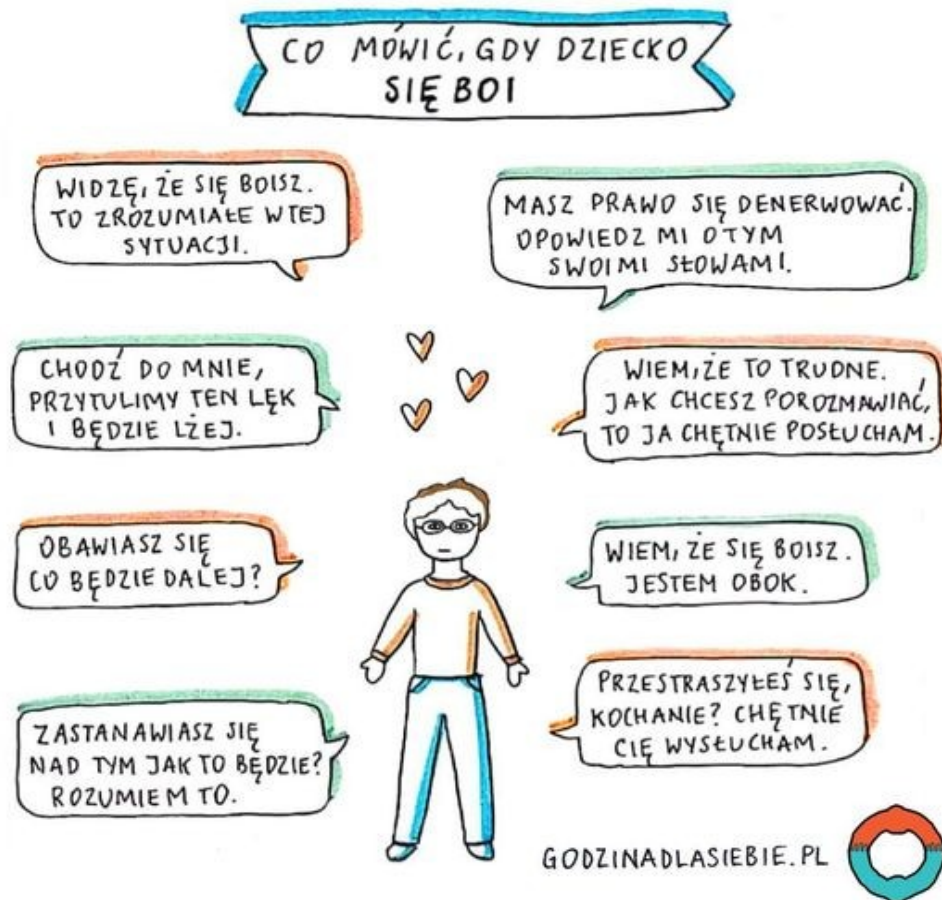 CO MÓWIĆ, GDY DZIECKO
SIĘ BOI
WIDZĘ, ŻE SIĘ BOISZ.
TO ZROZUMIAŁE W TEJ
SYTUACJI.
MASZ PRAWO SIĘ DENERWOWAĆ.
OPOWIEDZ MI O TYM
SWOIMI SŁOWAMI.
CHODŹ DO MNIE,
PRZYTULIMY TEN LĘK
I BĘDZIE LŻEJ.
WIEM, ŻE TO TRUDNE.
JAK CHCESZ POROZMAWIAĆ,
TO JA CHĘTNIE POSŁUCHAM.
OBAWIASZ SIĘ
CO BĘDZIE DALEJ?
WIEM, ŻE SIĘ BOISZ.
JESTEM OBOK.
ZASTANAWIASZ SIĘ
NAD TYM JAK TO BĘDZIE?
ROZUMIEM TO.
PRZESTRASZYŁEŚ SIĘ,
KOCHANIE? CHĘTNIE
CIĘ WYSŁUCHAM.
GODZINADLASIEBIE.PL